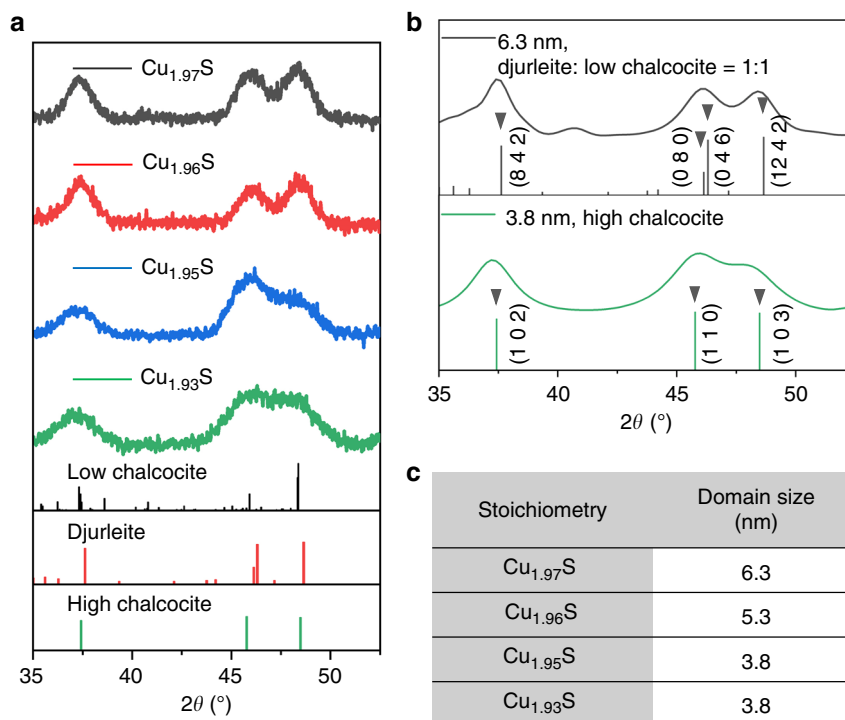 a
Cu1.97S
Cu1.96S
Cu1.95S
Cu1.93S
Low chalcocite
Djurleite
High chalcocite
35 40 45 50
2θ (°)
b
6.3 nm,
djurleite: low chalcocite = 1:1
(8 4 2)
(0 8 0)
(0 4 6)
(12 4 2)
3.8 nm, high chalcocite
(1 0 2)
(1 1 0)
(1 0 3)
35 40 45 50
2θ (°)
c
Stoichiometry Domain size
(nm)
Cu1.97S 6.3
Cu1.96S 5.3
Cu1.95S 3.8
Cu1.93S 3.8